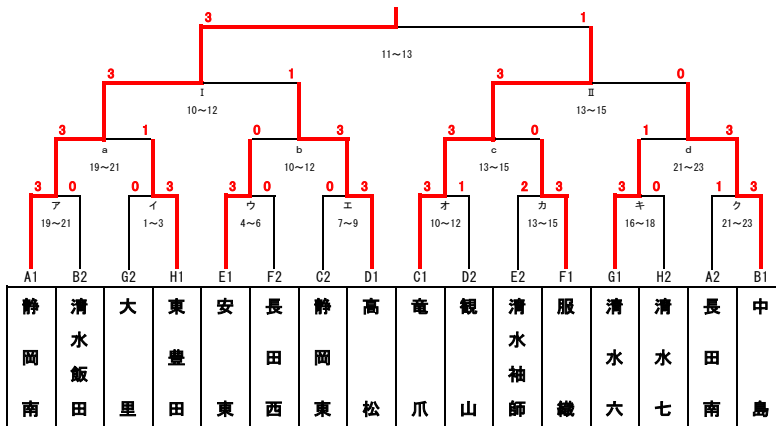 3 1
11~13
3 1 3 0
Ⅰ Ⅱ
10~12 13~15
3 1 0 3 3 0 1 3
a b c d
19~21 10~12 13~15 21~23
3 0 0 3 3 0 0 3 3 1 2 3 3 0 1 3
ア イ ウ エ オ カ キ ク
19~21 1~3 4~6 7~9 10~12 13~15 16~18 21~23
A1 B2 G2 H1 E1 F2 C2 D1 C1 D2 E2 F1 G1 H2 A2 B1
静岡南
清水飯田
大里
東豊田
安東
長田西
静岡東
高松
竜爪
観山
清水袖師
服織
清水六
清水七
長田南
中島